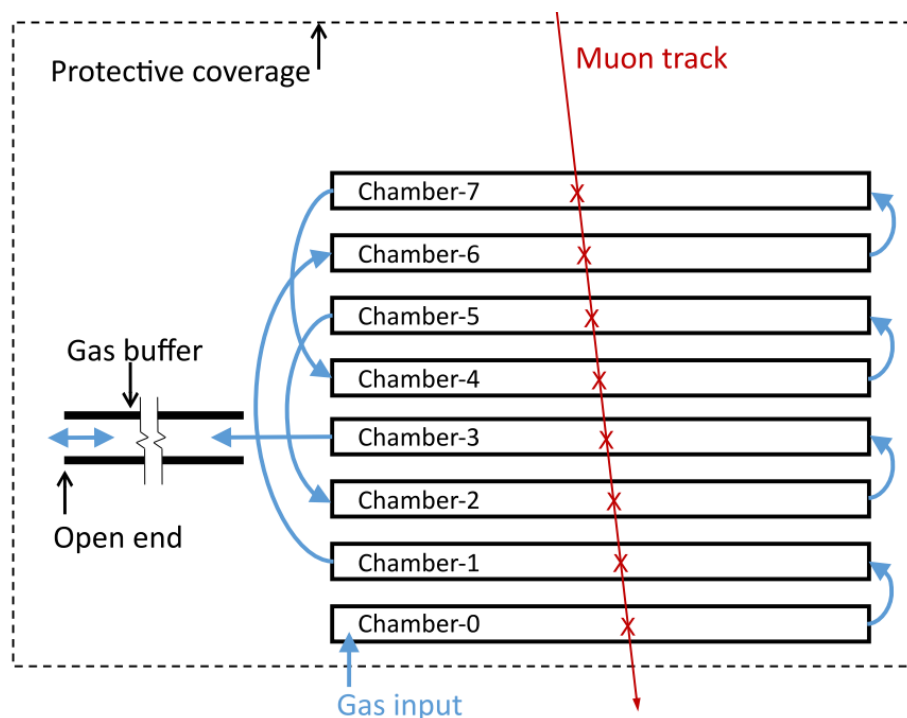 Protective coverage
Muon track
Chamber-7
Chamber-6
Chamber-5
Gas buffer
Chamber-4
Chamber-3
Chamber-2
Open end
Chamber-1
Chamber-0
Gas input